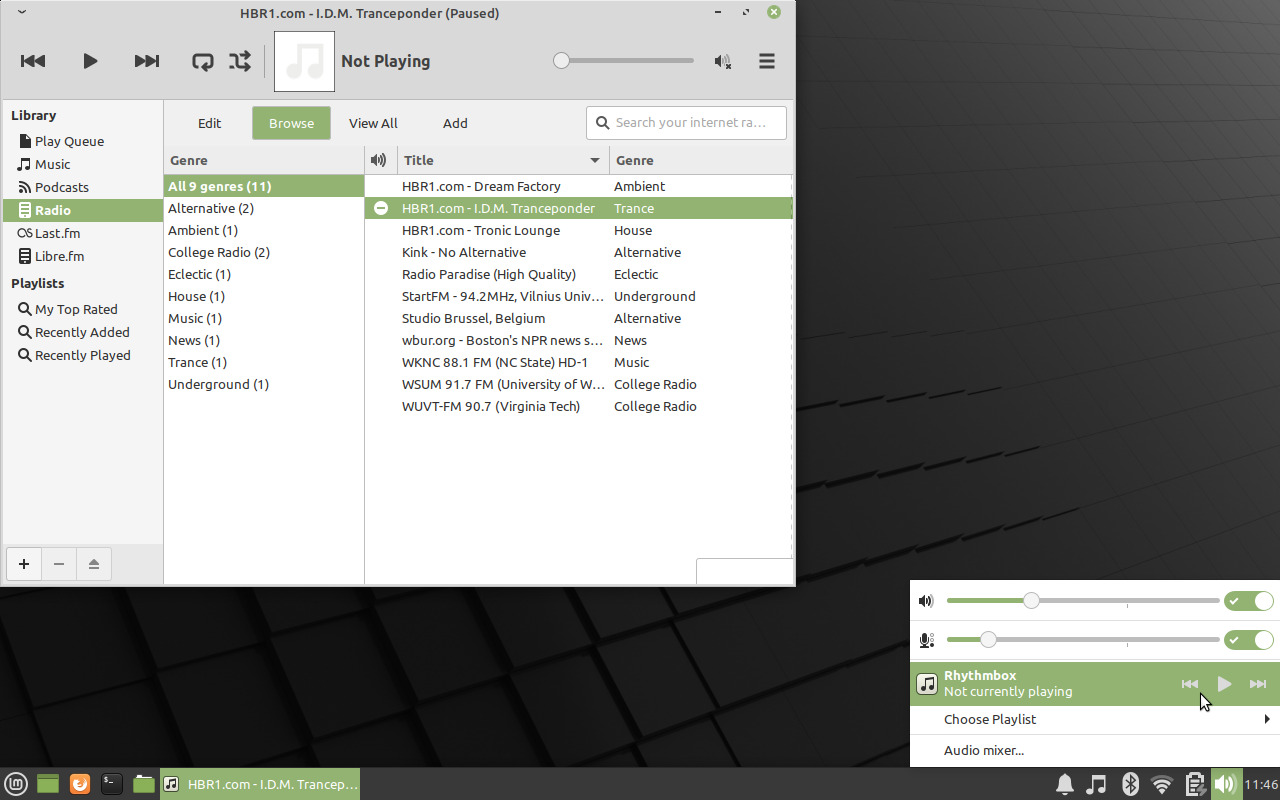 HBR1.com - I.D.M. Tranceponder (Paused)
Not Playing
Library
Play Queue
Music
Podcasts
Radio
Last.fm
Libre.fm
Playlists
My Top Rated
Recently Added
Recently Played
Edit
Browse
View All
Add
Search your internet ra...
Genre
All 9 genres (11)
Alternative (2)
Ambient (1)
College Radio (2)
Eclectic (1)
House (1)
Music (1)
News (1)
Trance (1)
Underground (1)
Title Genre
HBR1.com - Dream Factory Ambient
HBR1.com - I.D.M. Tranceponder Trance
HBR1.com - Tronic Lounge House
Kink - No Alternative Alternative
Radio Paradise (High Quality) Eclectic
StartFM - 94.2MHz, Vilnius Univ... Underground
Studio Brussel, Belgium Alternative
wbur.org - Boston's NPR news s... News
WKNC 88.1 FM (NC State) HD-1 Music
WSUM 91.7 FM (University of W... College Radio
WUVT-FM 90.7 (Virginia Tech) College Radio
Rhythmbox
Not currently playing
Choose Playlist
Audio mixer...
HBR1.com - I.D.M. Trancep...
11:46